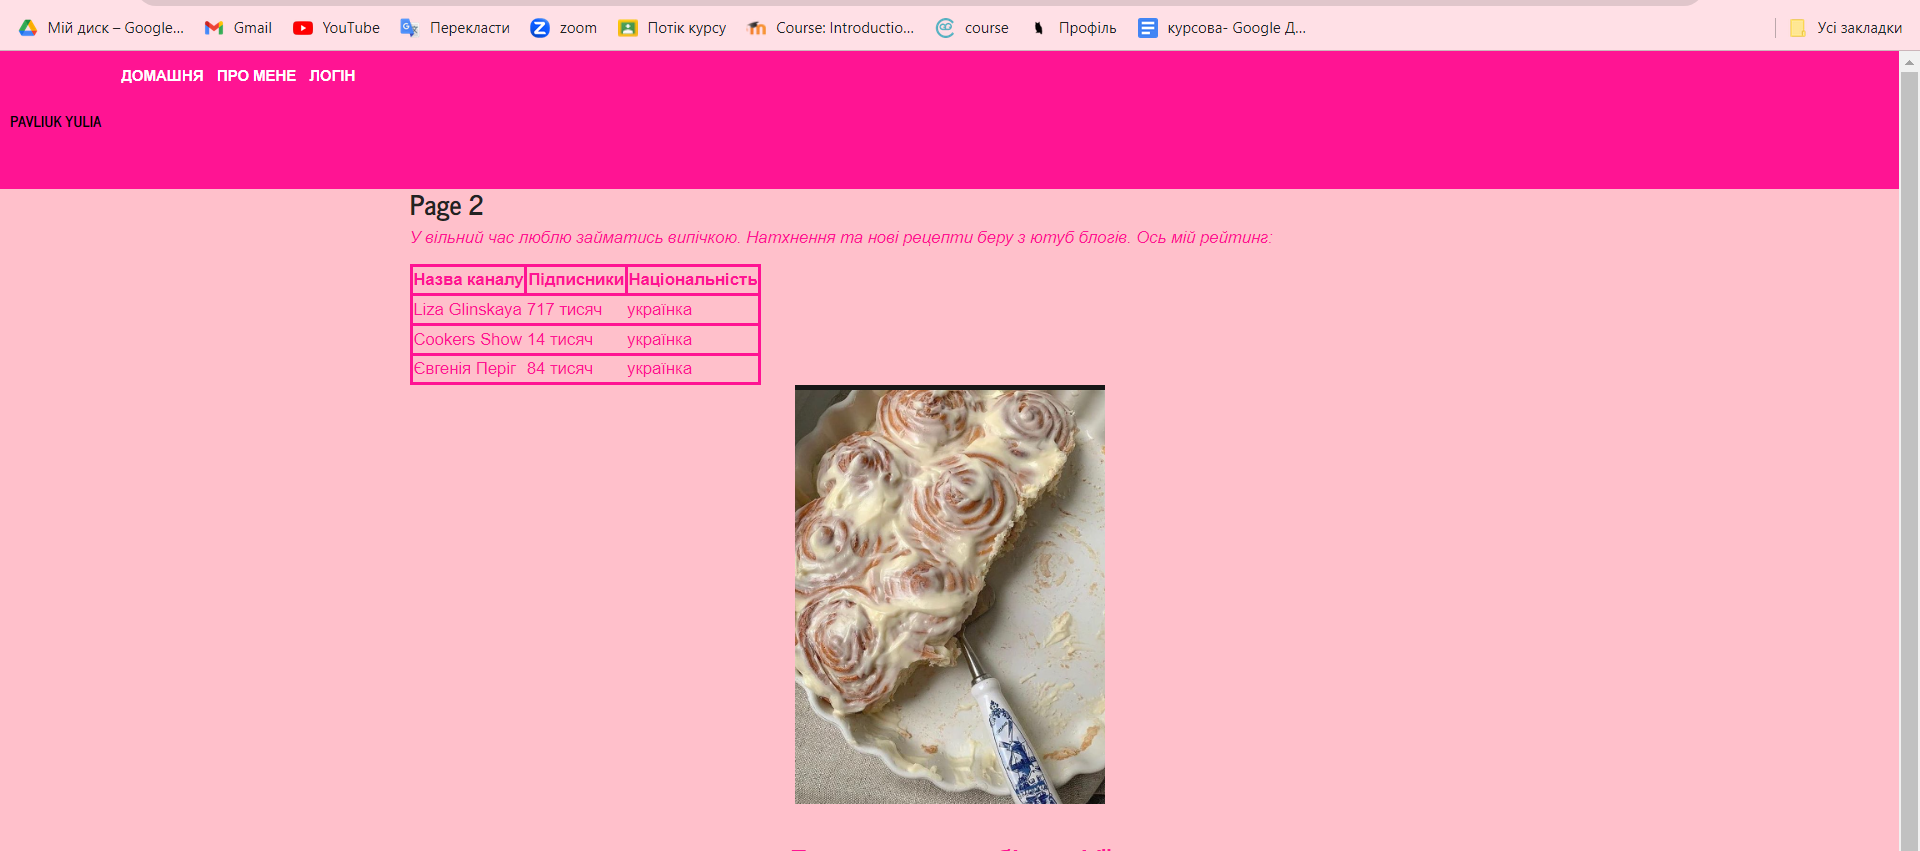 Мій диск – Google... Gmail YouTube Перекласти zoom Потік курсу Course: Introductio... course Профіль курсова- Google Д... Усі закладки
ДОМАШНЯ ПРО МЕНЕ ЛОГІН
PAVLIUK YULIA
Page 2
У вільний час люблю займатись випічкою. Натхнення та нові рецепти беру з ютуб блогів. Ось мій рейтинг:
Назва каналу Підписники Національність
Liza Glinskaya 717 тисяч українка
Cookers Show 14 тисяч українка
Євгенія Періг 84 тисяч українка